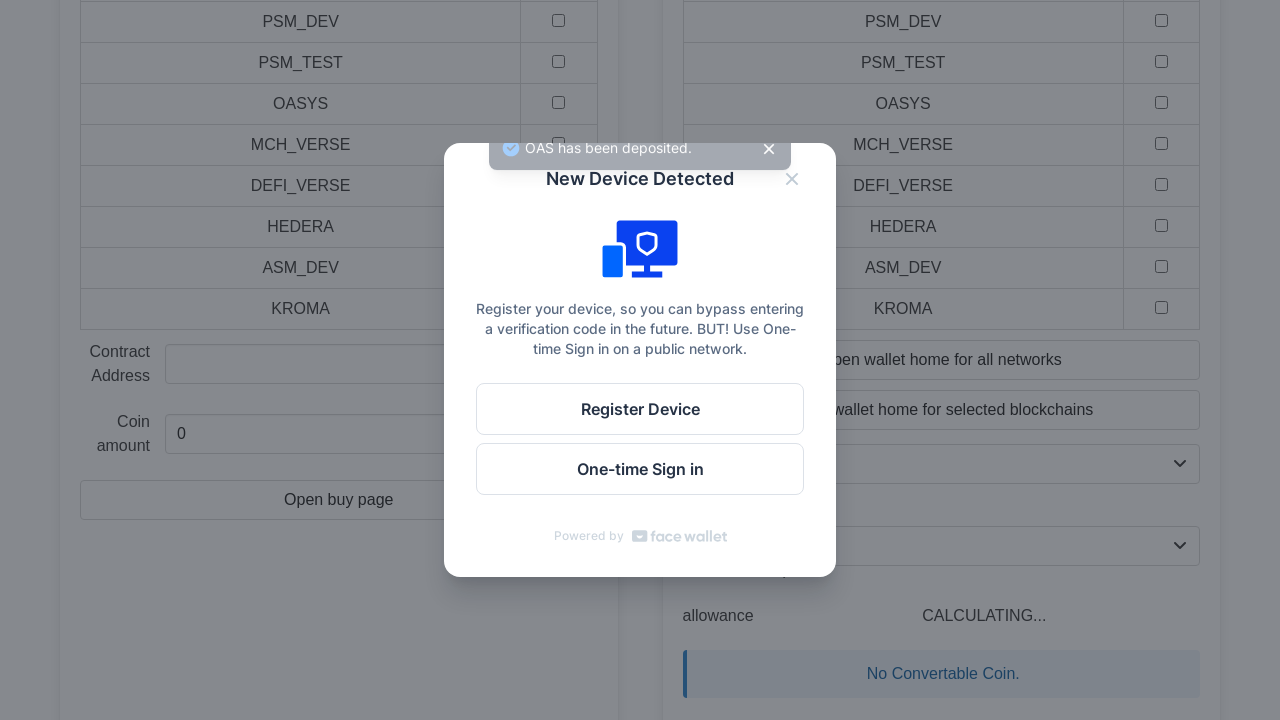 PSM_DEV
PSM_DEV
PSM_TEST
PSM_TEST
OASYS
OASYS
MCH_VERSE
MCH_VERSE
DEFI_VERSE
DEFI_VERSE
HEDERA
HEDERA
ASM_DEV
ASM_DEV
KROMA
KROMA
Contract
Address
Coin
amount
0
Open buy page
OAS has been deposited.
New Device Detected
Register your device, so you can bypass entering
a verification code in the future. BUT! Use One-
time Sign in on a public network.
Register Device
One-time Sign in
Powered by face wallet
wallet home for all networks
wallet home for selected blockchains
allowance
CALCULATING...
No Convertable Coin.